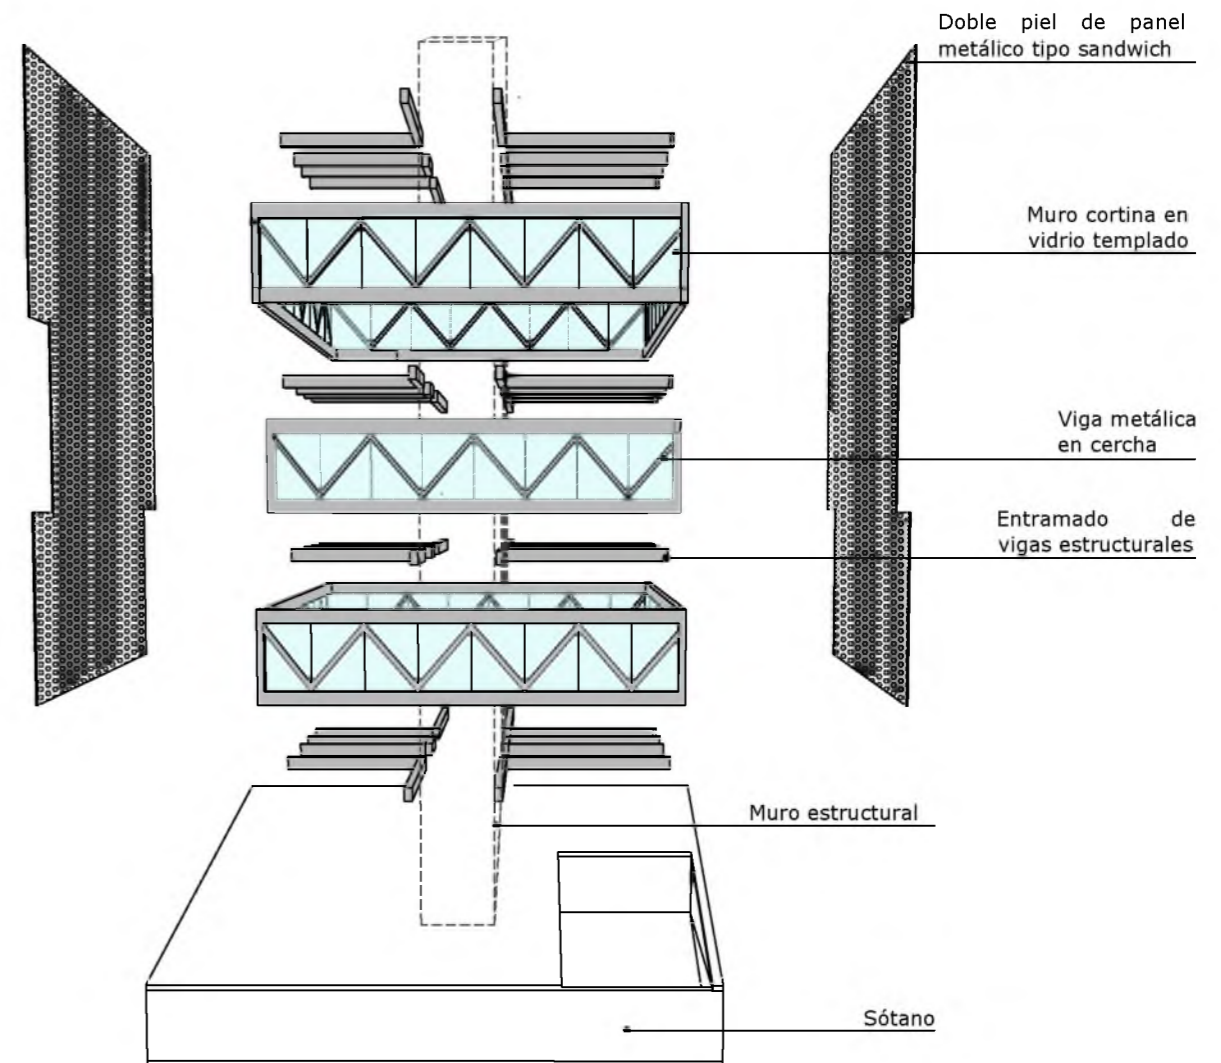 Doble piel de panel
metálico tipo sandwich
Muro cortina en
vidrio templado
Viga metálica
en cercha
Entramado de
vigas estructurales
Muro estructural
Sótano